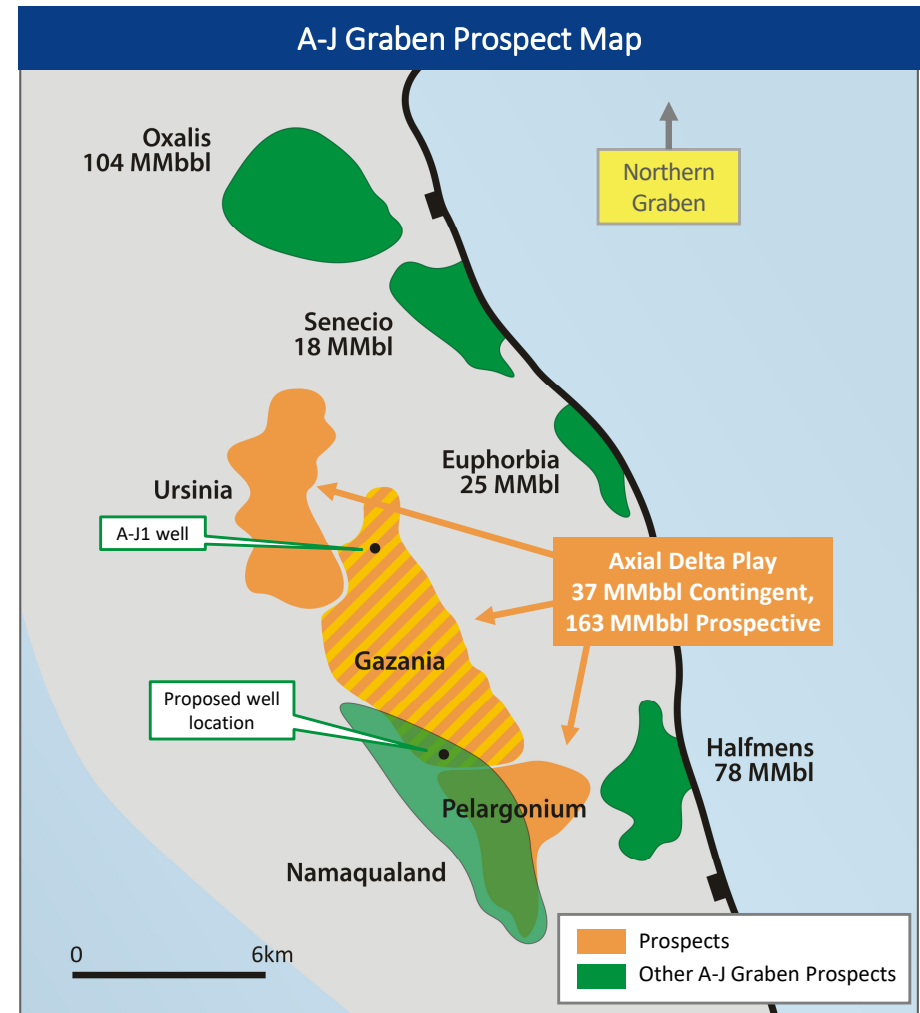 A-J Graben Prospect Map
Oxalis
104 MMbbl
Northern
Graben
Senecio
18 MMbl
Euphorbia
25 MMbl
Ursinia
A-J1 well
Axial Delta Play
37 MMbbl Contingent,
163 MMbbl Prospective
Gazania
Proposed well
location
Halfmens
78 MMbl
Pelargonium
Namaqualand
0 6km
Prospects
Other A-J Graben Prospects